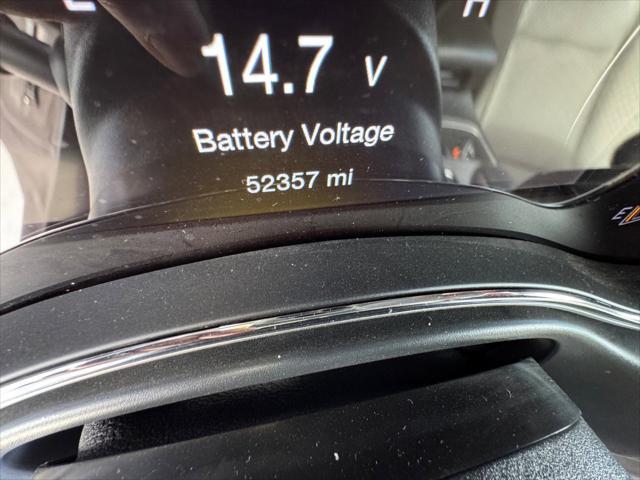 H
14.7 V
Battery Voltage
52357 mi
E